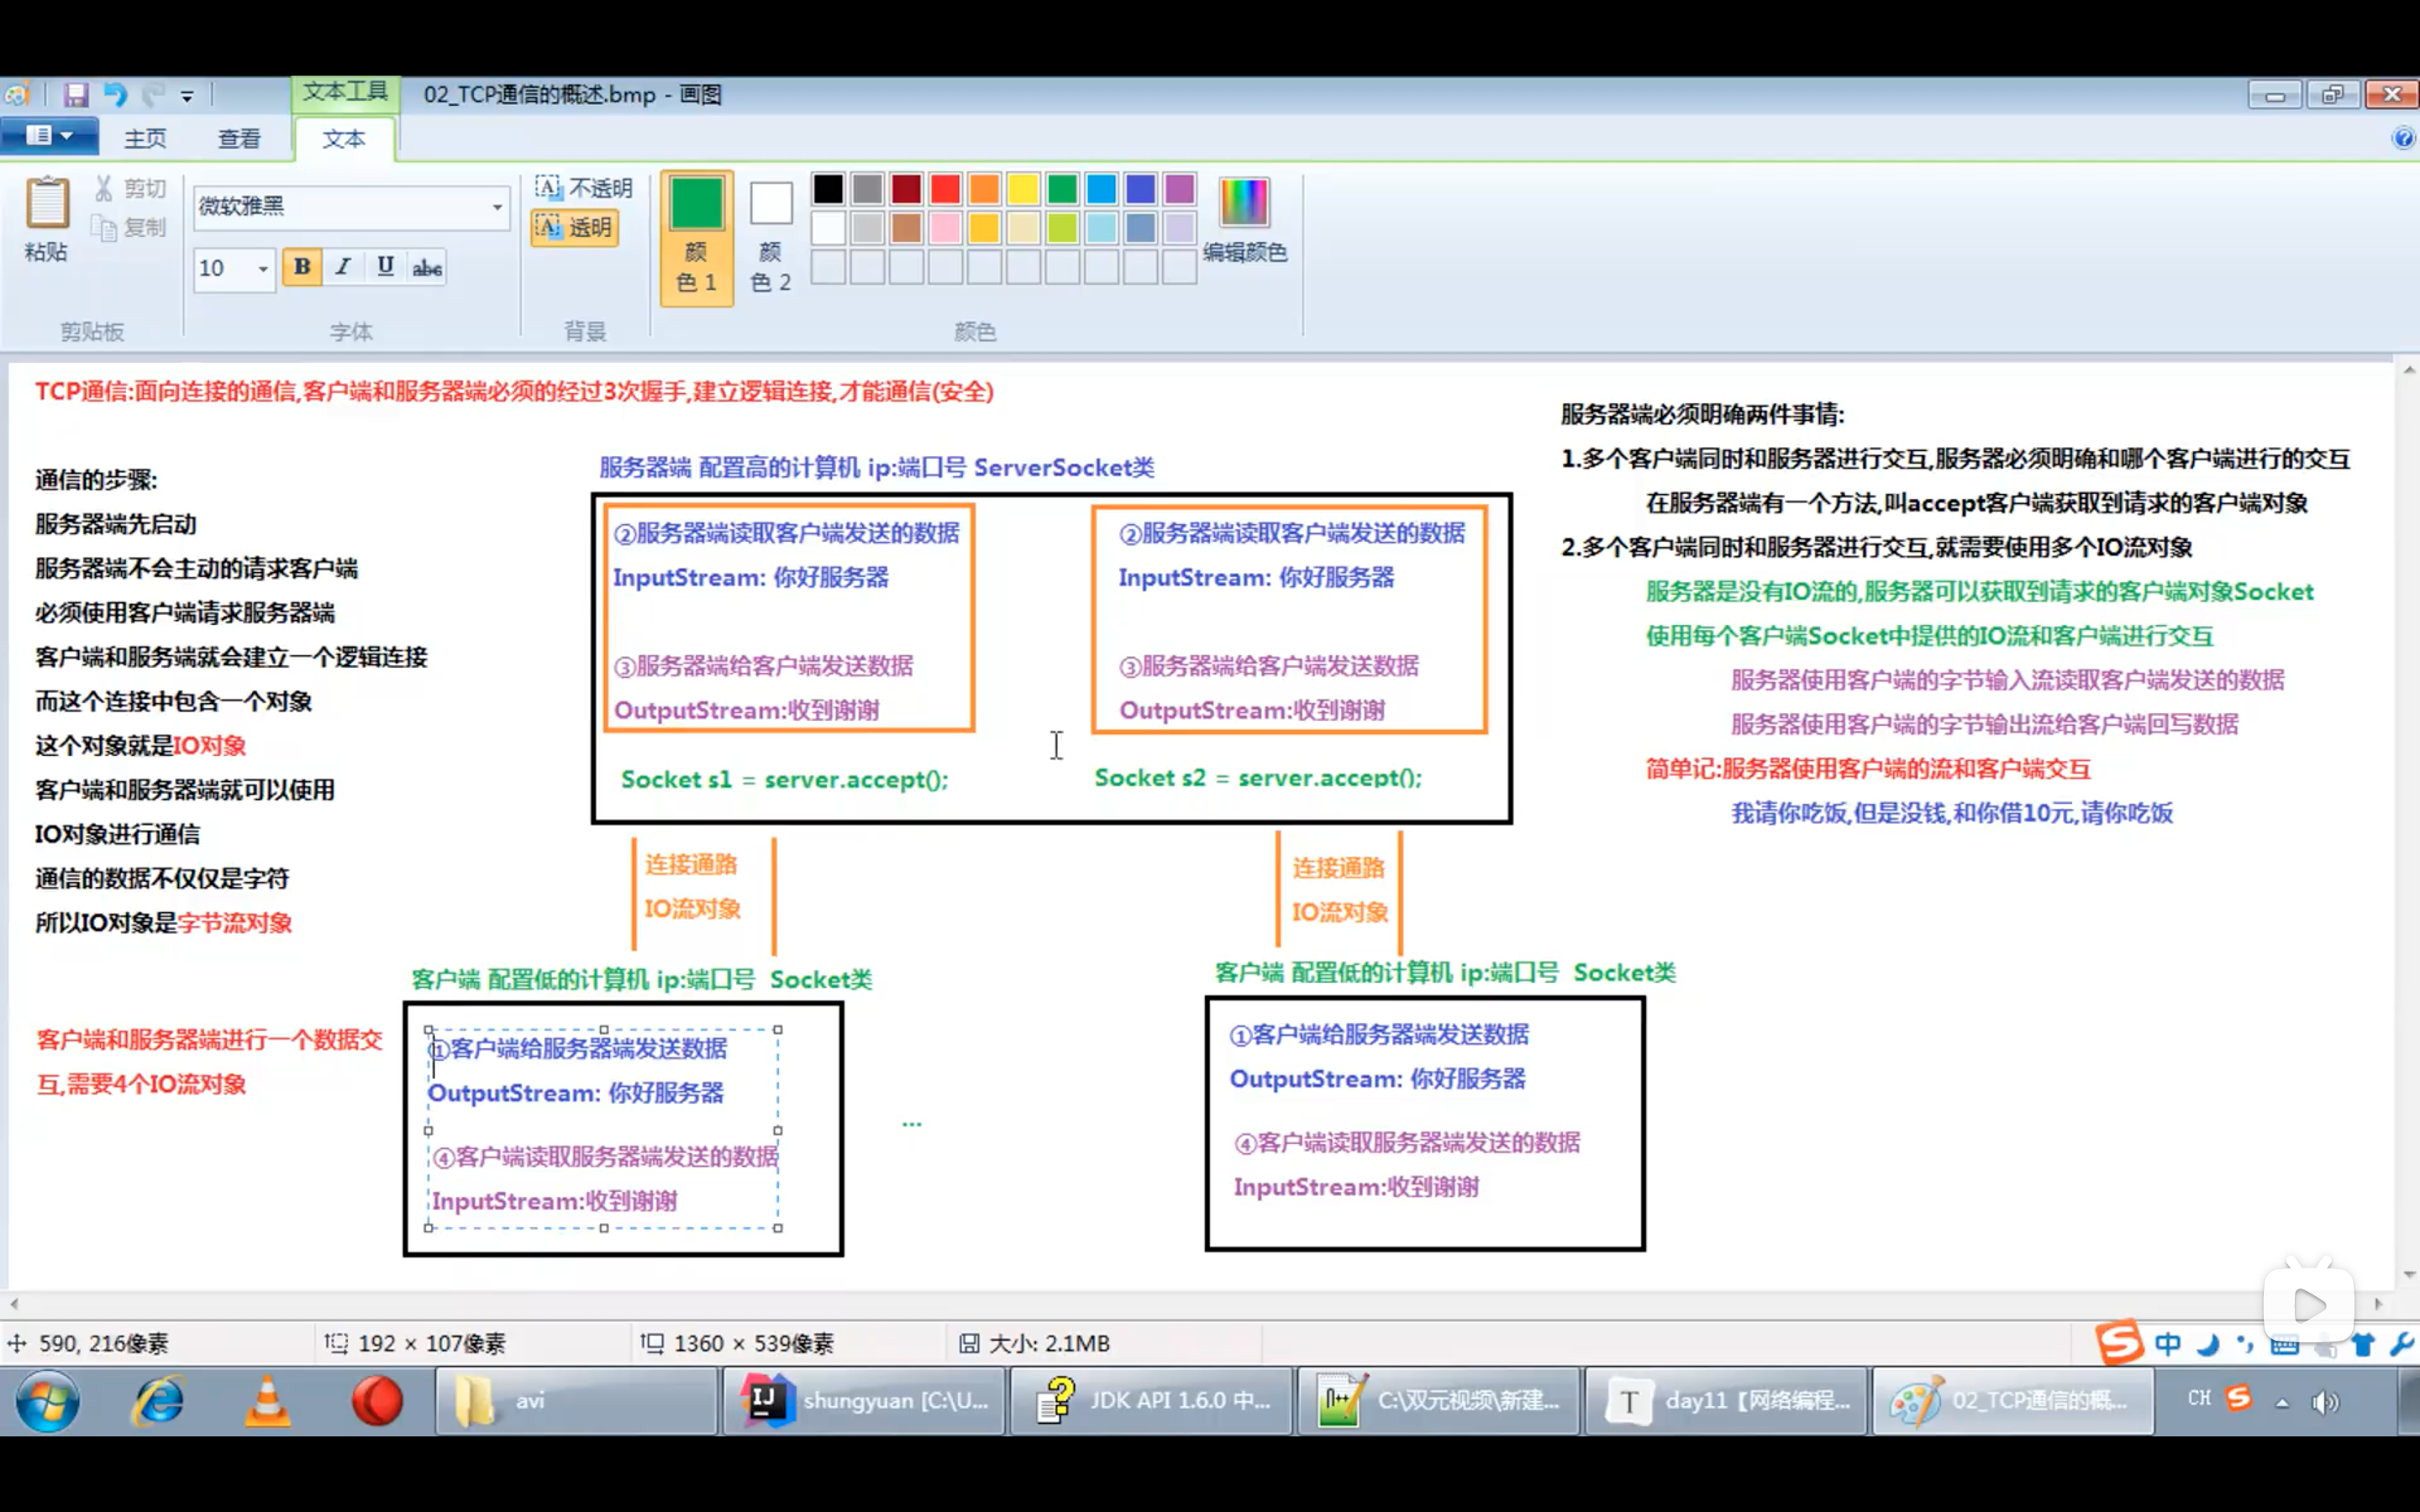 文本工具
02_TCP通信的概述.bmp - 画图
主页
查看
文本
粘贴
剪切
复制
剪贴板
微软雅黑
10
B I U abc
字体
不透明
透明
背景
颜色 1
颜色 2
编辑颜色
颜色
TCP通信:面向连接的通信,客户端和服务器端必须的经过3次握手,建立逻辑连接,才能通信(安全)
通信的步骤:
服务器端先启动
服务器端不会主动的请求客户端
必须使用客户端请求服务器端
客户端和服务端就会建立一个逻辑连接
而这个连接中包含一个对象
这个对象就是IO对象
客户端和服务器端就可以使用
IO对象进行通信
通信的数据不仅仅是字符
所以IO对象是字节流对象
客户端和服务器端进行一个数据交
互,需要4个IO流对象
服务器端 配置高的计算机 ip:端口号 ServerSocket类
②服务器端读取客户端发送的数据
InputStream: 你好服务器
③服务器端给客户端发送数据
OutputStream:收到谢谢
Socket s1 = server.accept();
②服务器端读取客户端发送的数据
InputStream: 你好服务器
③服务器端给客户端发送数据
OutputStream:收到谢谢
Socket s2 = server.accept();
连接通路
IO流对象
连接通路
IO流对象
客户端 配置低的计算机 ip:端口号 Socket类
①客户端给服务器端发送数据
OutputStream: 你好服务器
④客户端读取服务器端发送的数据
InputStream:收到谢谢
...
客户端 配置低的计算机 ip:端口号 Socket类
①客户端给服务器端发送数据
OutputStream: 你好服务器
④客户端读取服务器端发送的数据
InputStream:收到谢谢
服务器端必须明确两件事情:
1.多个客户端同时和服务器进行交互,服务器必须明确和哪个客户端进行的交互
在服务器端有一个方法,叫accept客户端获取到请求的客户端对象
2.多个客户端同时和服务器进行交互,就需要使用多个IO流对象
服务器是没有IO流的,服务器可以获取到请求的客户端对象Socket
使用每个客户端Socket中提供的IO流和客户端进行交互
服务器使用客户端的字节输入流读取客户端发送的数据
服务器使用客户端的字节输出流给客户端回写数据
简单记:服务器使用客户端的流和客户端交互
我请你吃饭,但是没钱,和你借10元,请你吃饭
590, 216像素
192 × 107像素
1360 × 539像素
大小: 2.1MB
中
avi
shungyuan [C:\U...
JDK API 1.6.0 中...
C:\双元视频\新建...
day11【网络编程...
02_TCP通信的概...
CH